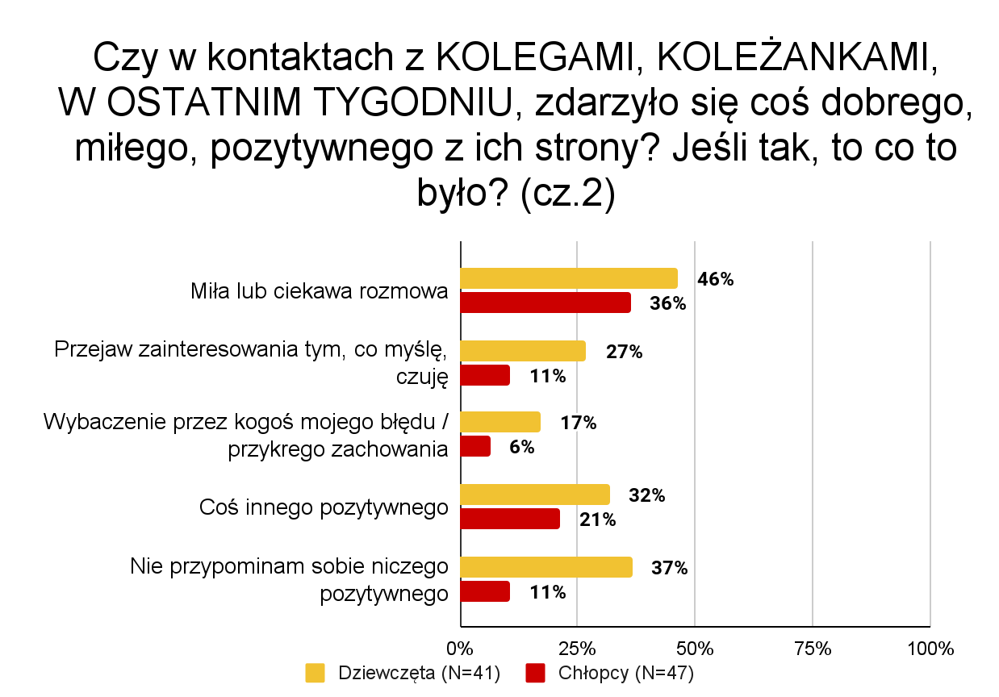 Czy w kontaktach z KOLEGAMI, KOLEŻANKAMI,
W OSTATNIM TYGODNIU, zdarzyło się coś dobrego,
miłego, pozytywnego z ich strony? Jeśli tak, to co to
było? (cz.2)
Miła lub ciekawa rozmowa
46%
36%
Przejaw zainteresowania tym, co myślę,
czuję
27%
11%
Wybaczenie przez kogoś mojego błędu /
przykrego zachowania
17%
6%
Coś innego pozytywnego
32%
21%
Nie przypominam sobie niczego
pozytywnego
37%
11%
0% 25% 50% 75% 100%
Dziewczęta (N=41) Chłopcy (N=47)